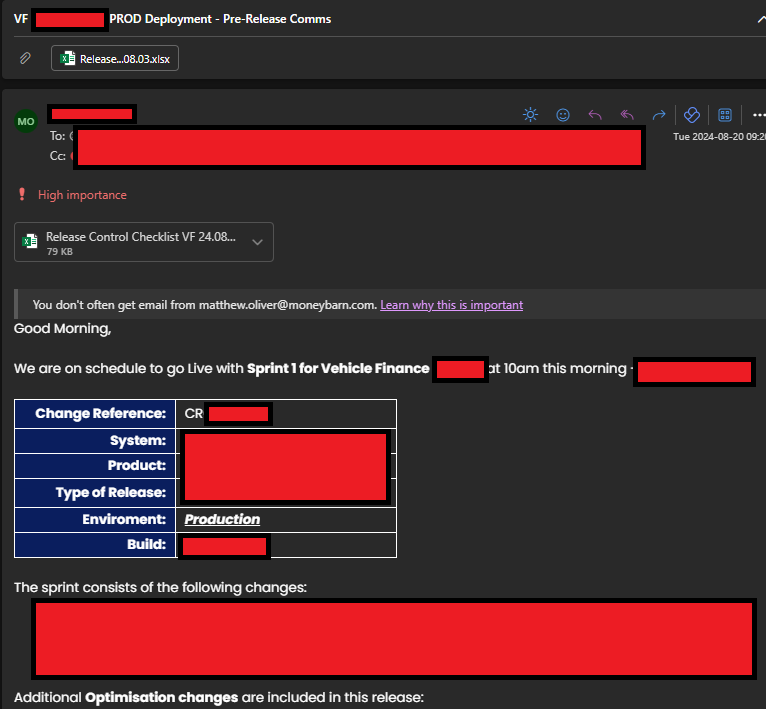 VF PROD Deployment - Pre-Release Comms
Release...08.03.xlsx
MO
To:
Cc:
Tue 2024-08-20 09:20
High importance
Release Control Checklist VF 24.08...
79 KB
You don't often get email from matthew.oliver@moneybarn.com. Learn why this is important
Good Morning,
We are on schedule to go Live with Sprint 1 for Vehicle Finance at 10am this morning -
Change Reference: CR
System:
Product:
Type of Release:
Enviroment: Production
Build:
The sprint consists of the following changes:
Additional Optimisation changes are included in this release: